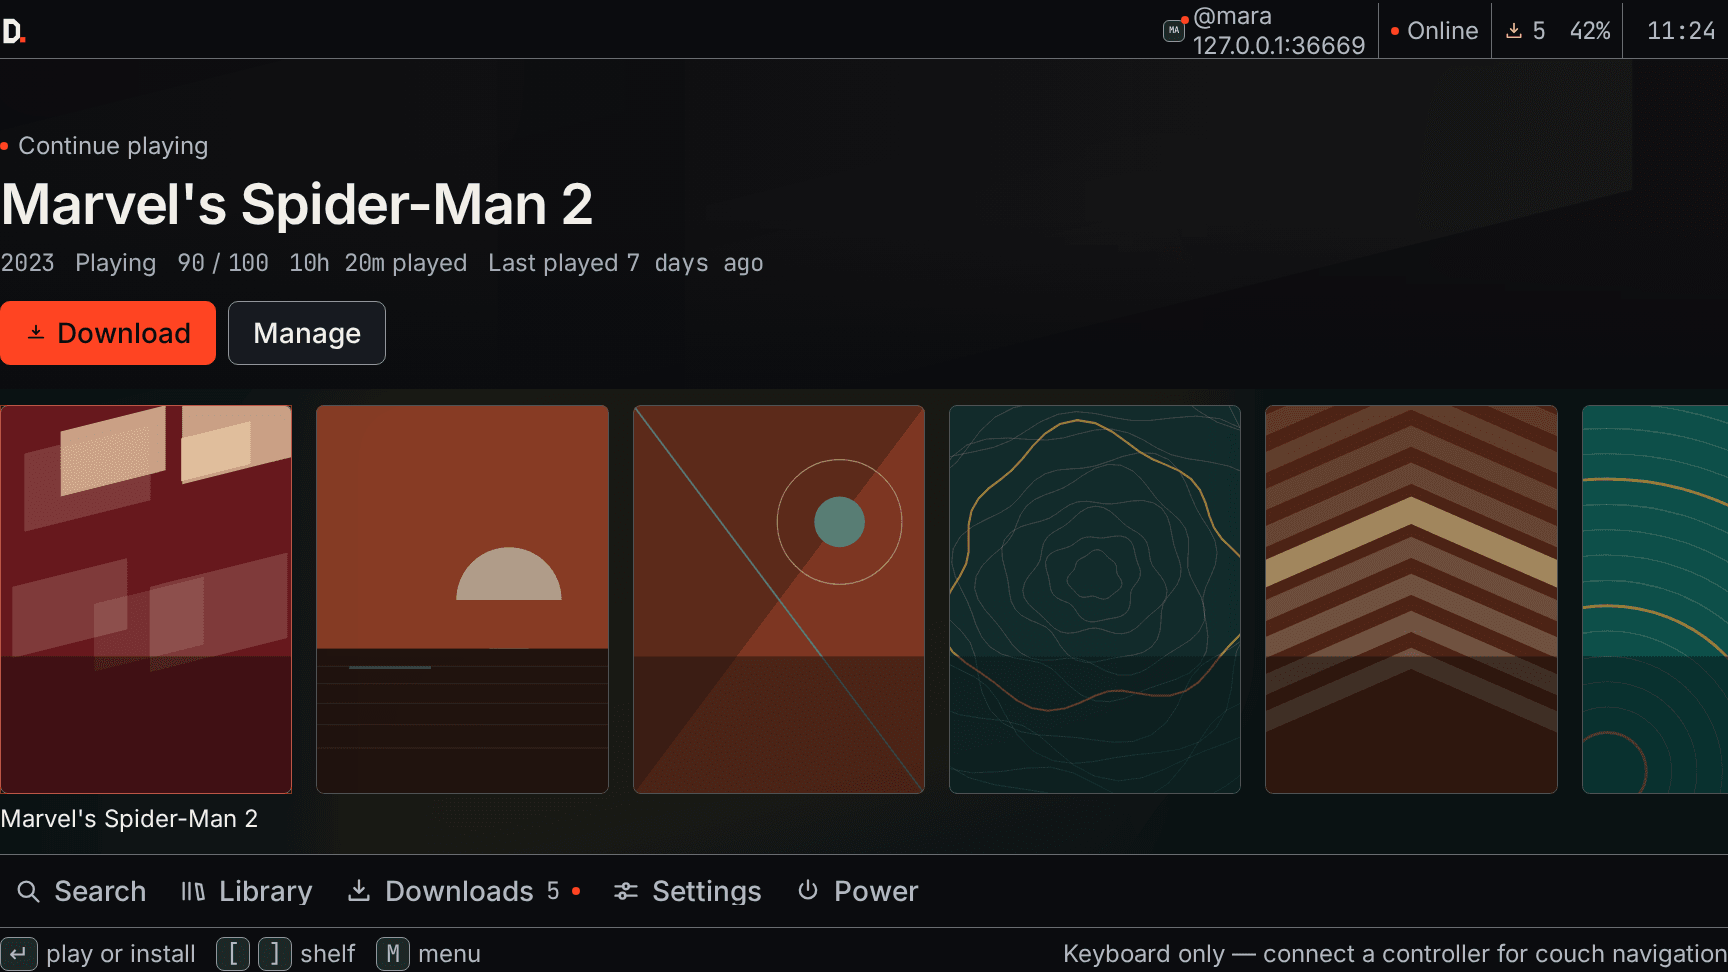 D.
MA
@mara
127.0.0.1:36669
Online
5 42%
11:24
Continue playing
Marvel's Spider-Man 2
2023 Playing 90 / 100 10h 20m played Last played 7 days ago
Download
Manage
Marvel's Spider-Man 2
Search
Library
Downloads 5
Settings
Power
play or install
[ ] shelf
M menu
Keyboard only — connect a controller for couch navigation